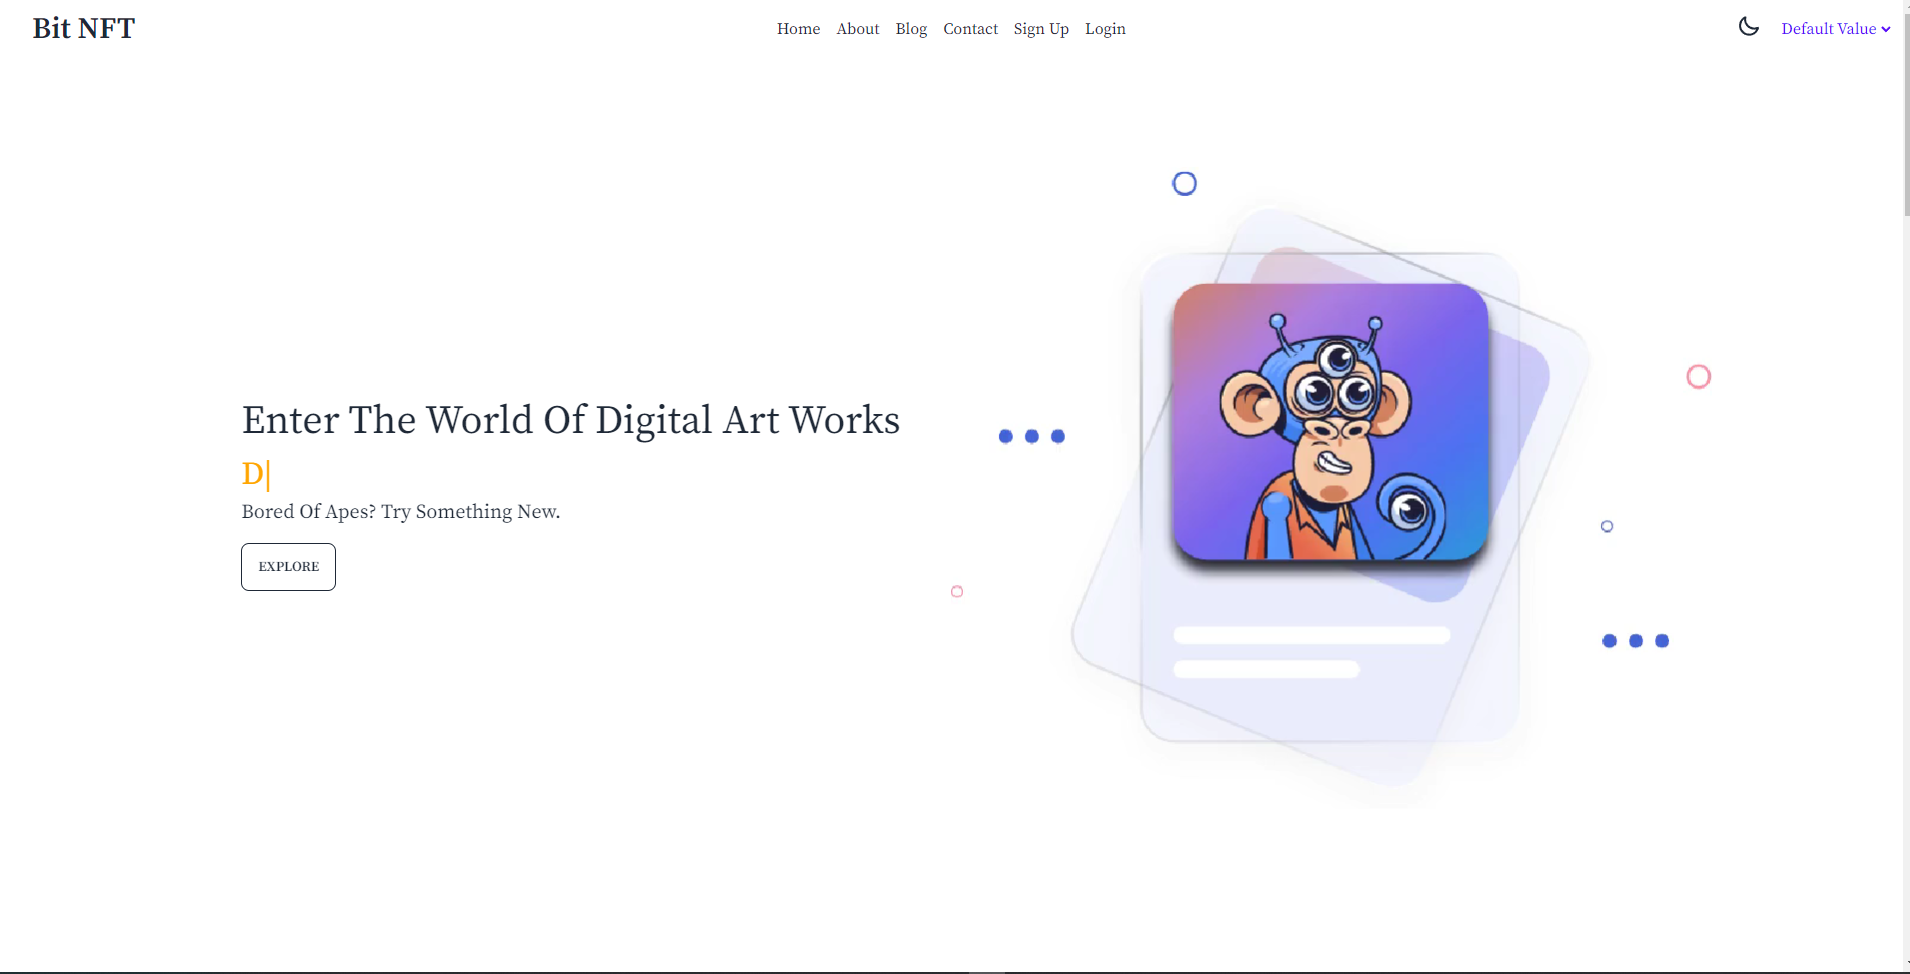 Bit NFT
Home About Blog Contact Sign Up Login
Default Value
Enter The World Of Digital Art Works
D|
Bored Of Apes? Try Something New.
EXPLORE